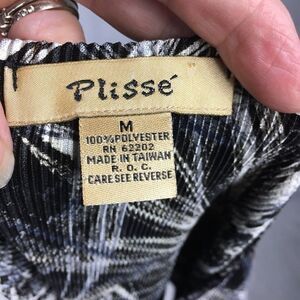 Plissé
M
100%POLYESTER
RN 62202
MADE IN TAIWAN
R. O. C.
CARE SEE REVERSE